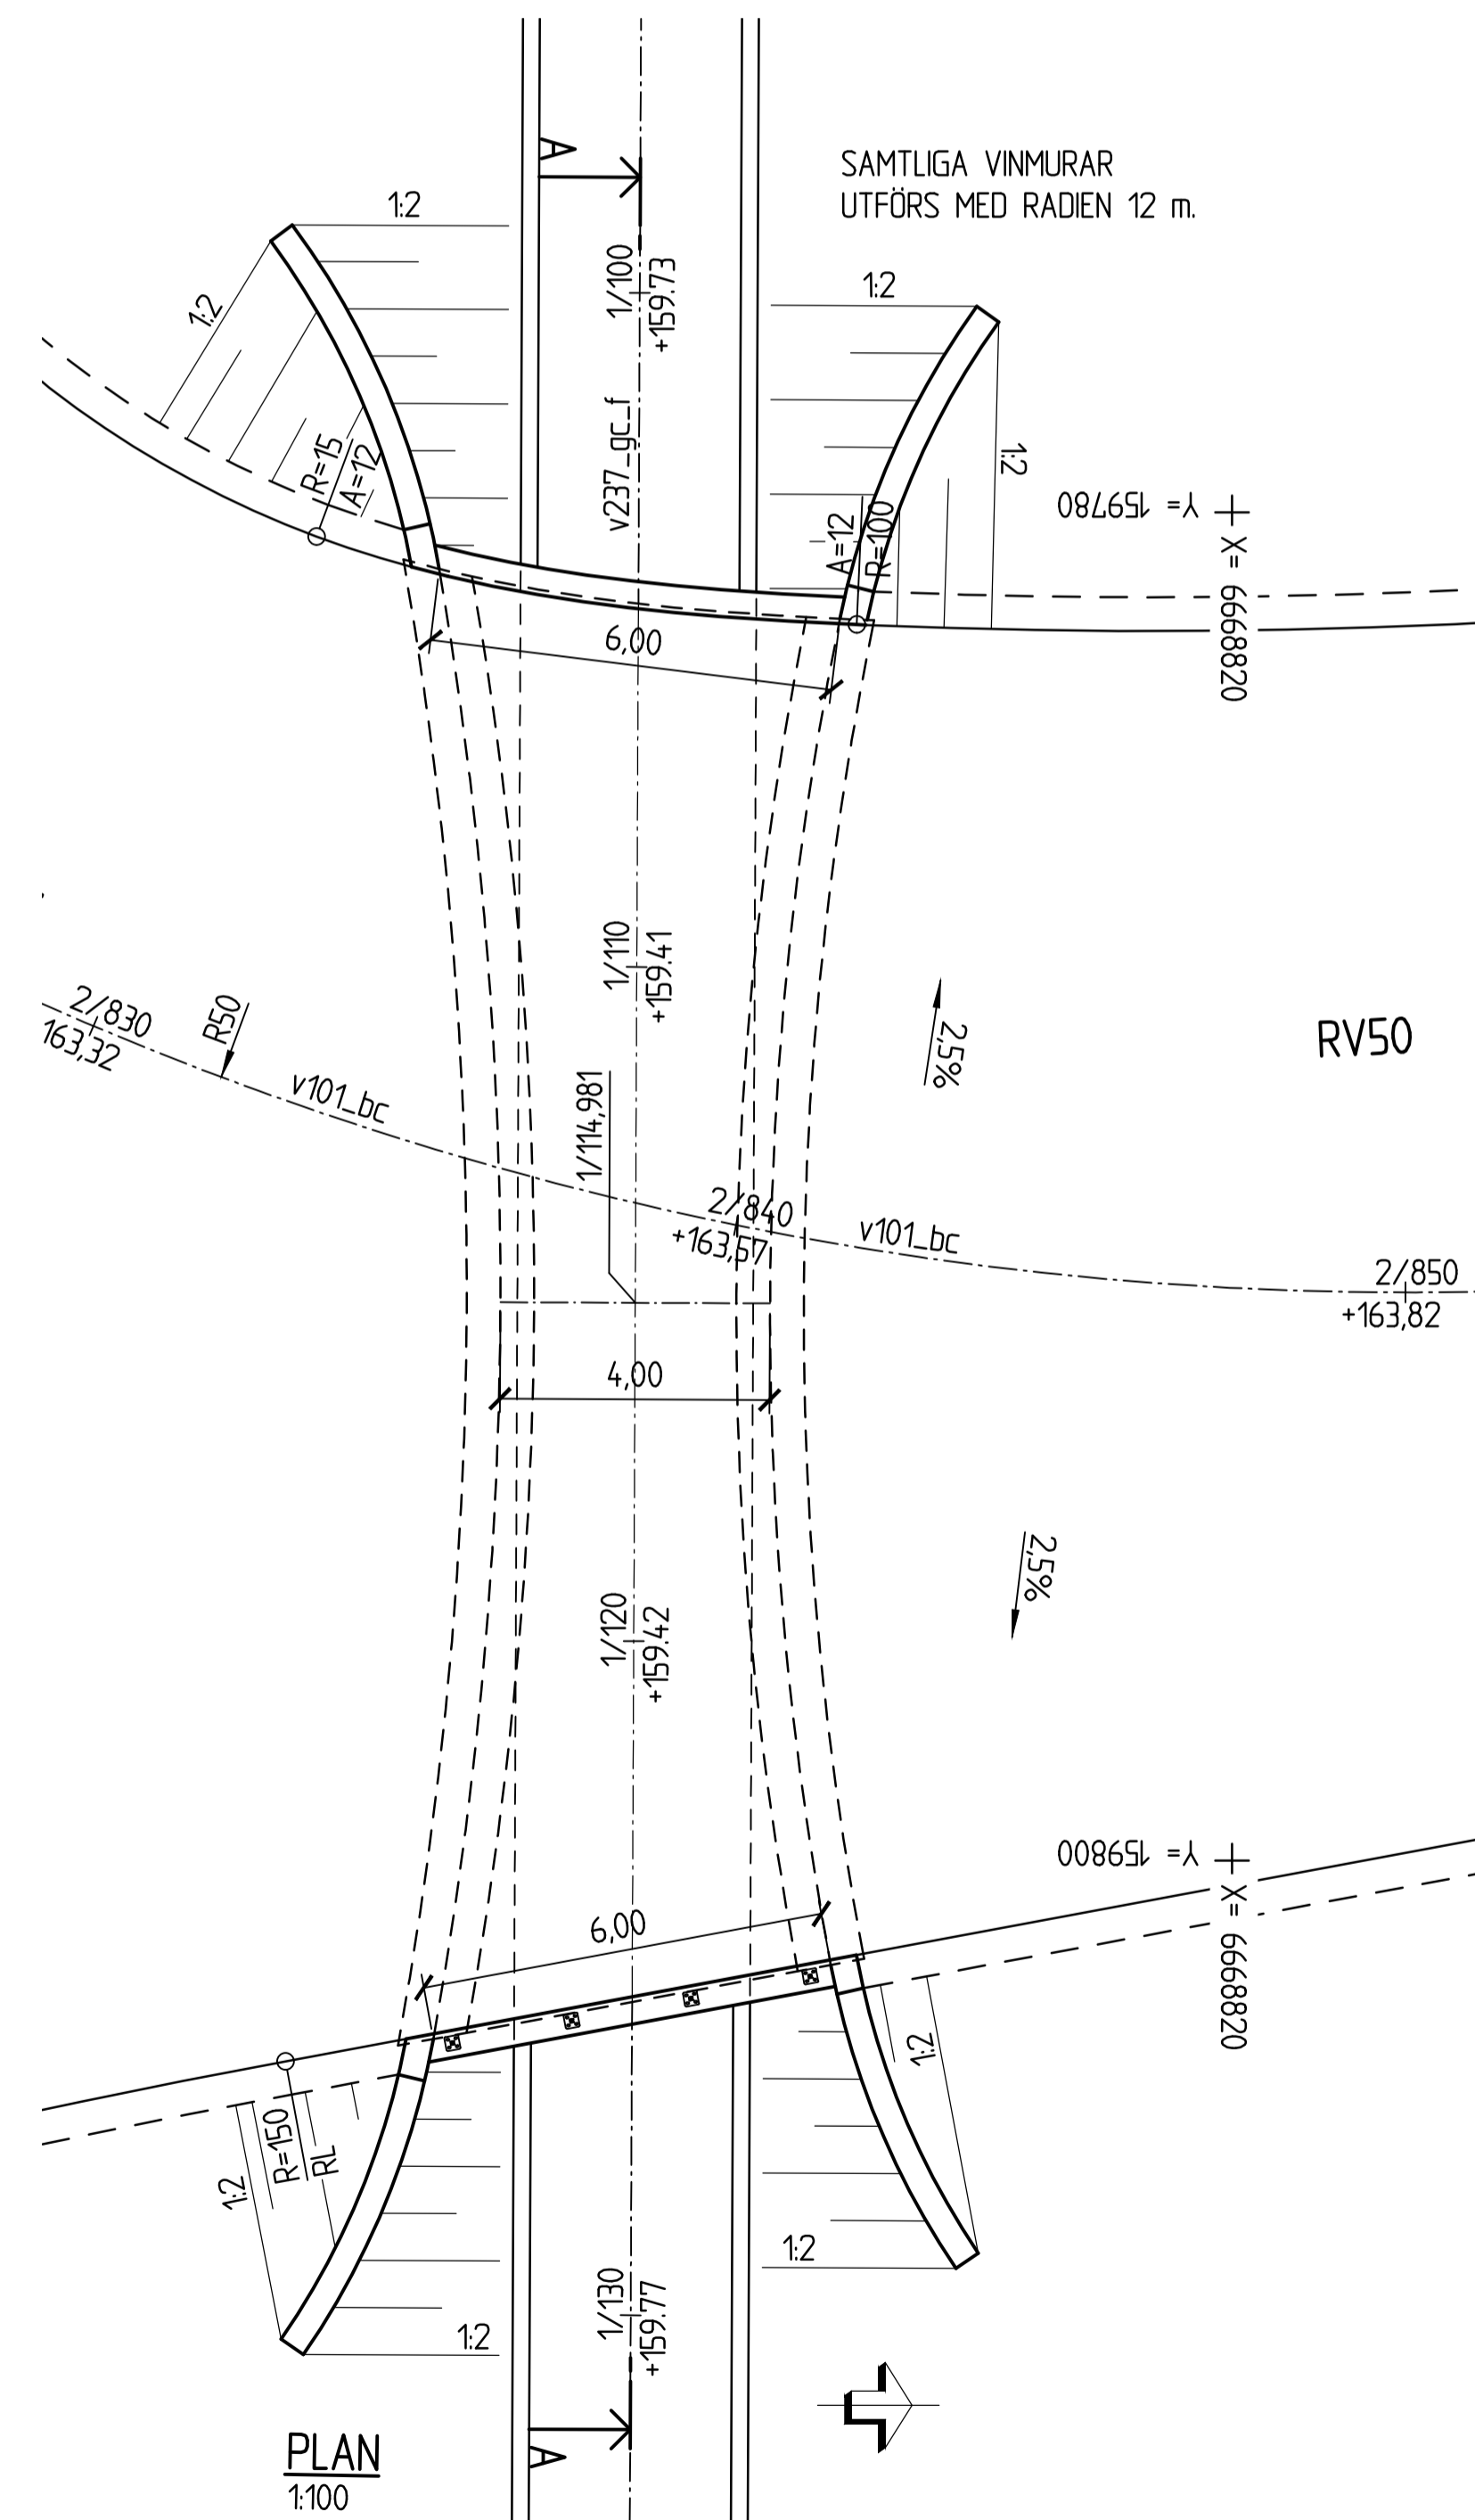 SAMTLIGA VINMURAR
UTFÖRS MED RADIEN 12 m.
A
1:2
1:2
1:2
1:2
1/100
+159.73
v237_gc_f
R=15
A=12
A=12
R=100
Y= 159780
X= 6668820
6,00
1/110
+159.41
2/830
163,32
R50
v101_bc
2,5%
RV50
1/114,981
2/840
+163,57
v101_bc
2/850
+163,82
4,00
2,5%
1/120
+159.42
Y= 159800
X= 6668820
6,00
1:2
R=150
RL
1:2
1:2
1:2
1/130
+159.77
A
PLAN
1:100